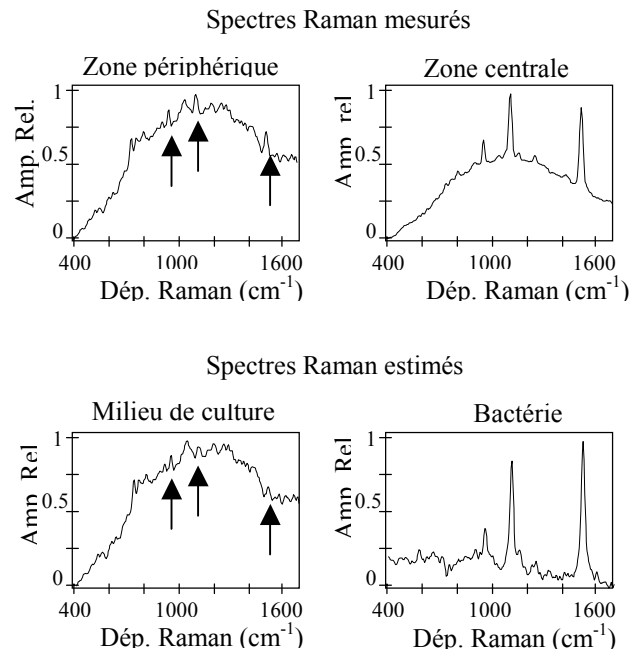 Spectres Raman mesurés
Zone périphérique
Zone centrale
Amp. Rel.
1
0.5
0
400 1000 1600
Dép. Raman (cm-1)
Amp rel
1
0.5
0
400 1000 1600
Dép. Raman (cm-1)
Spectres Raman estimés
Milieu de culture
Bactérie
Amp Rel
1
0.5
0
400 1000 1600
Dép. Raman (cm-1)
Amp Rel
1
0.5
0
400 1000 1600
Dép. Raman (cm-1)